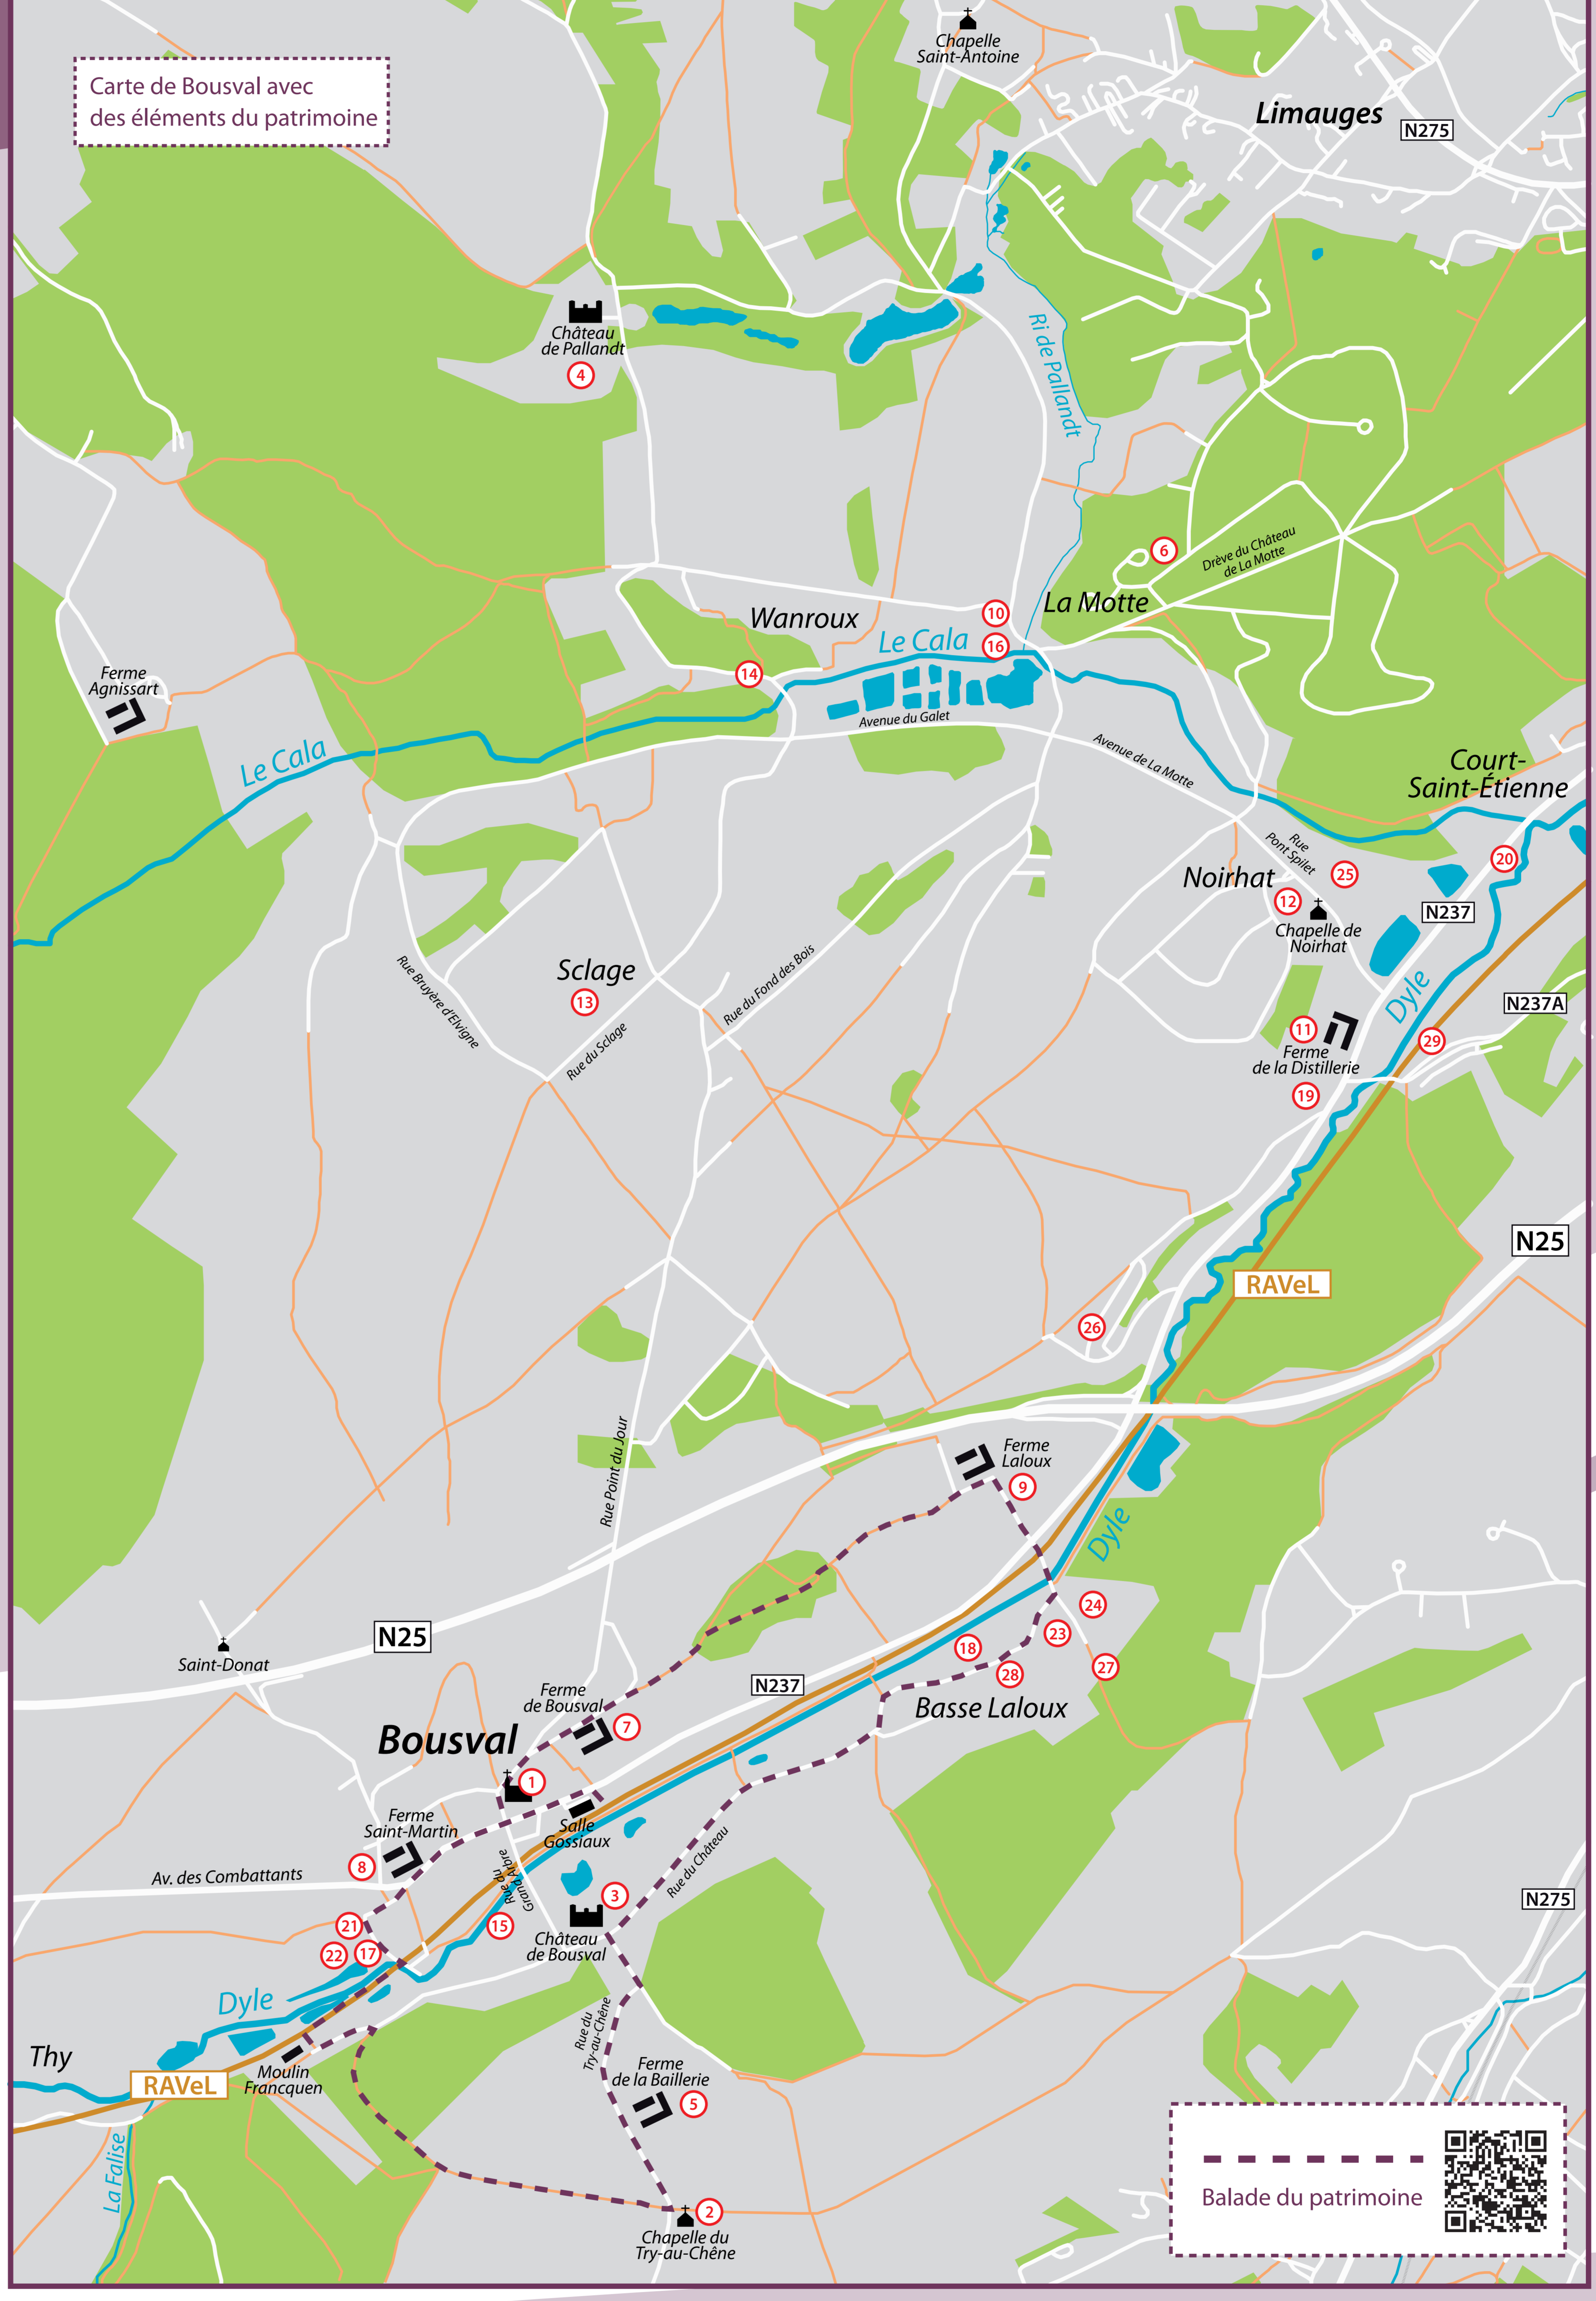 Chapelle
Saint-Antoine
Carte de Bousval avec
des éléments du patrimoine
Limauges
N275
Château
de Pallandt
4
Ri de Pallandt
6
Drève du Château
de La Motte
La Motte
10
Wanroux
Le Cala
16
14
Ferme
Agnissart
Avenue du Galet
Le Cala
Avenue de La Motte
Court-
Saint-Étienne
Rue
Pont Spilet
20
25
Noirhat
12
N237
Chapelle de
Noirhat
Sclage
13
Rue Bruyère d'Elvigne
Rue du Sclage
Rue du Fond des Bois
Dyle
N237A
11
29
Ferme
de la Distillerie
19
N25
RAVeL
26
Rue Point du Jour
Ferme
Laloux
9
Dyle
24
23
18
27
28
Basse Laloux
N25
Saint-Donat
N237
Ferme
de Bousval
7
Bousval
1
Ferme
Saint-Martin
Salle
Gossiaux
8
Av. des Combattants
Rue du
Grand Arbre
Rue du Château
3
N275
21
15
Château
de Bousval
22
17
Dyle
Rue du
Try-au-Chêne
Thy
Moulin
Francquen
RAVeL
Ferme
de la Baillerie
5
La Falise
2
Chapelle du
Try-au-Chêne
Balade du patrimoine